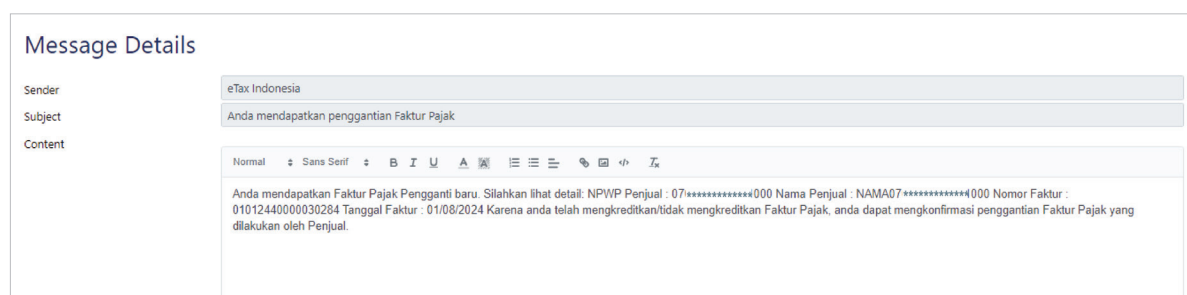 Message Details
Sender
eTax Indonesia
Subject
Anda mendapatkan penggantian Faktur Pajak
Content
Normal Sans Serif B I U A A
Anda mendapatkan Faktur Pajak Pengganti baru. Silahkan lihat detail: NPWP Penjual : 07*************000 Nama Penjual : NAMA07*************000 Nomor Faktur :
01012440000030284 Tanggal Faktur : 01/08/2024 Karena anda telah mengkreditkan/tidak mengkreditkan Faktur Pajak, anda dapat mengkonfirmasi penggantian Faktur Pajak yang
dilakukan oleh Penjual.